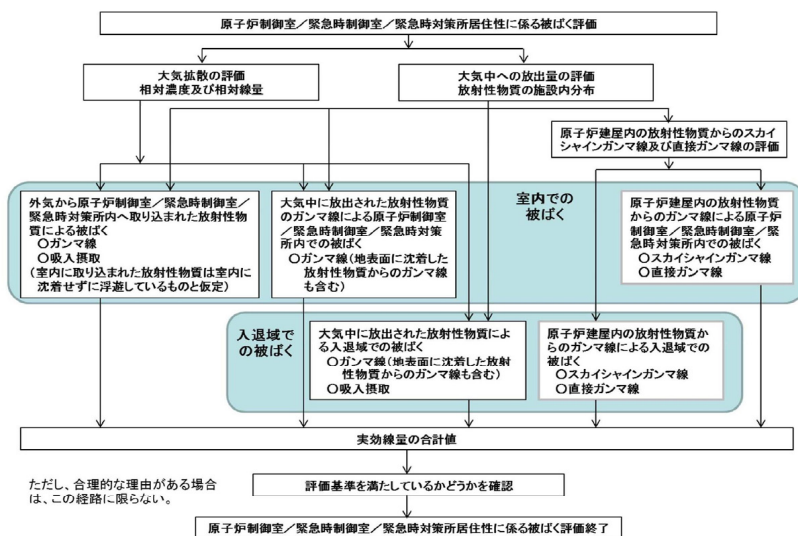 原子炉制御室／緊急時制御室／緊急時対策所居住性に係る被ばく評価
大気拡散の評価
相対濃度及び相対線量
大気中への放出量の評価
放射性物質の施設内分布
原子炉建屋内の放射性物質からのスカイ
シャインガンマ線及び直接ガンマ線の評価
室内での
被ばく
外気から原子炉制御室／緊急時制御室／
緊急時対策所内へ取り込まれた放射性物
質による被ばく
○ガンマ線
○吸入摂取
(室内に取り込まれた放射性物質は室内に
沈着せずに浮遊しているものと仮定)
大気中に放出された放射性物質
のガンマ線による原子炉制御室
／緊急時制御室／緊急時対策
所内での被ばく
○ガンマ線(地表面に沈着した
放射性物質からのガンマ線
も含む)
原子炉建屋内の放射性物質
からのガンマ線による原子炉
制御室／緊急時制御室／緊
急時対策所内での被ばく
○スカイシャインガンマ線
○直接ガンマ線
入退域で
の被ばく
大気中に放出された放射性物質によ
る入退域での被ばく
○ガンマ線(地表面に沈着した放射
性物質からのガンマ線も含む)
○吸入摂取
原子炉建屋内の放射性物質か
らのガンマ線による入退域での
被ばく
○スカイシャインガンマ線
○直接ガンマ線
実効線量の合計値
ただし、合理的な理由がある場合
は、この経路に限らない。
評価基準を満たしているかどうかを確認
原子炉制御室／緊急時制御室／緊急時対策所居住性に係る被ばく評価終了